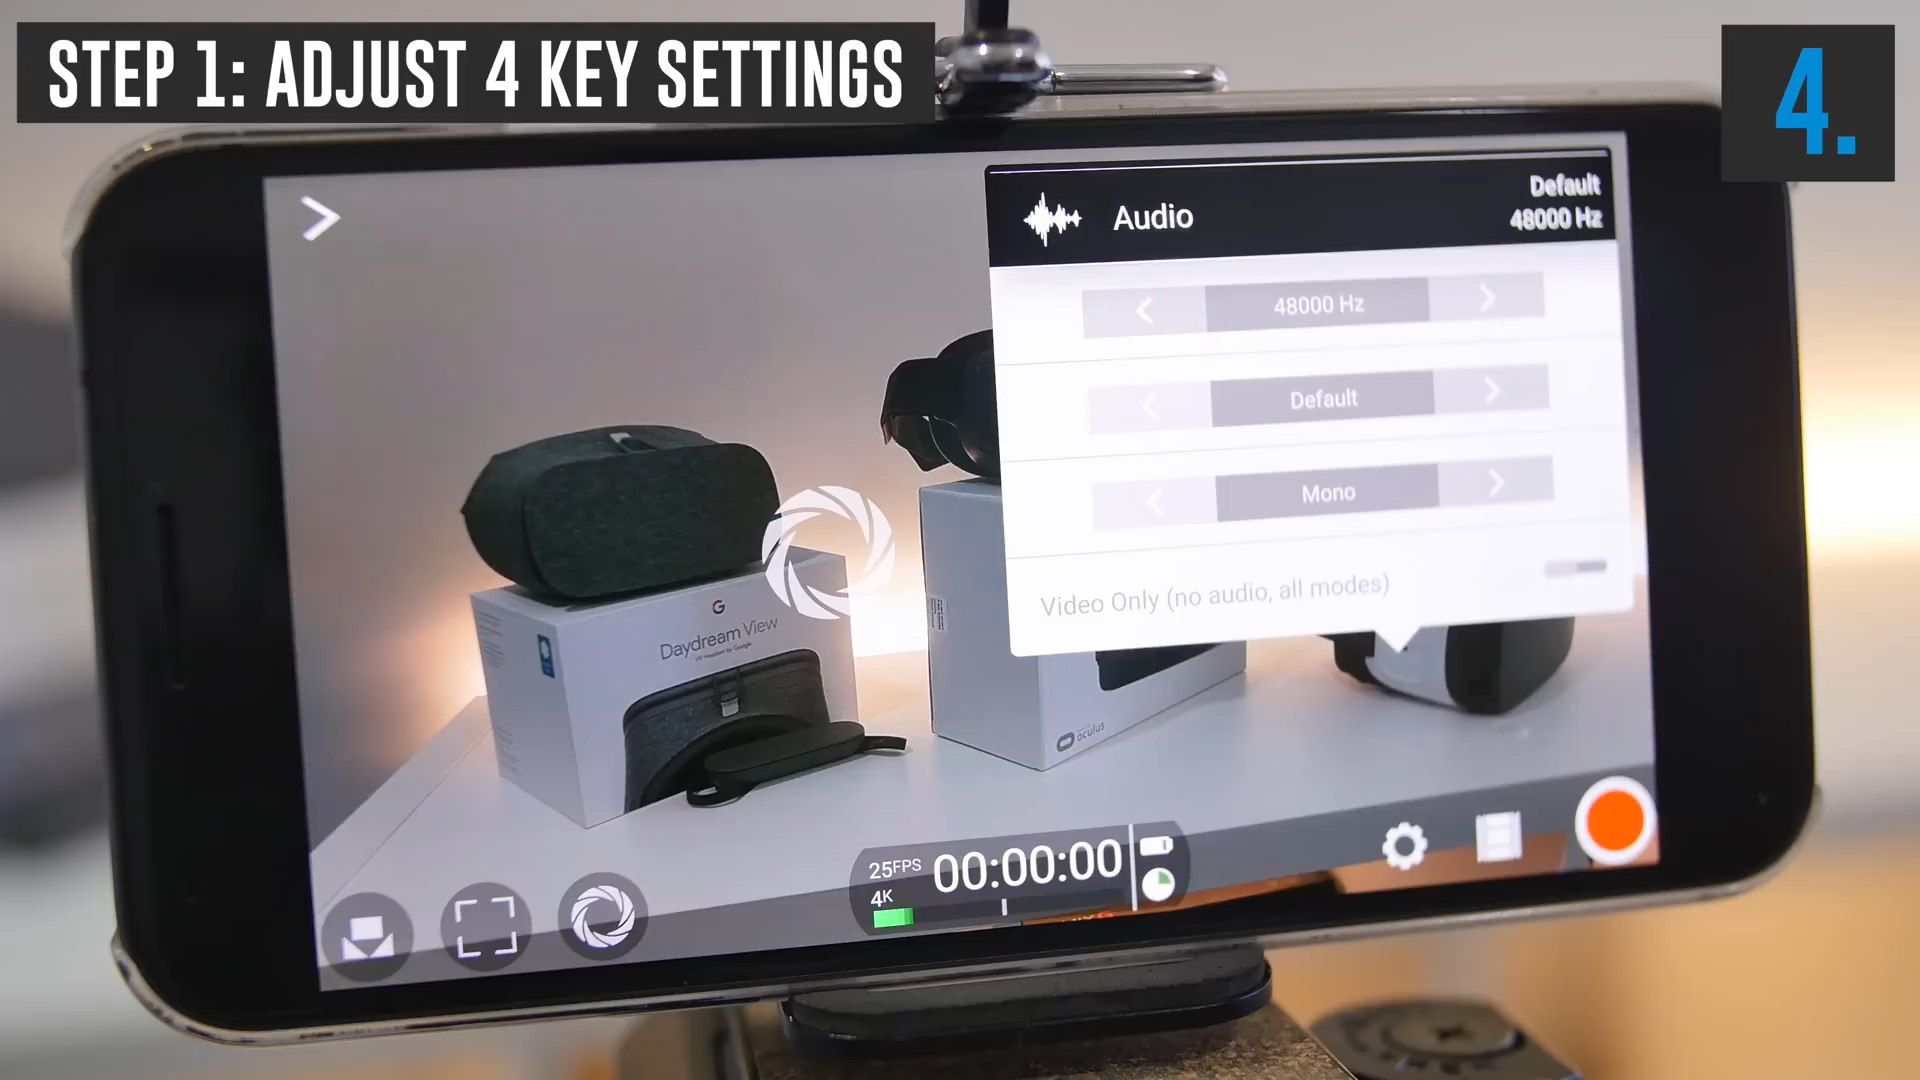 STEP 1: ADJUST 4 KEY SETTINGS
4.
Audio
Default
48000 Hz
48000 Hz
Default
Mono
Video Only (no audio, all modes)
G
Daydream View
oculus
25FPS
4K
00:00:00